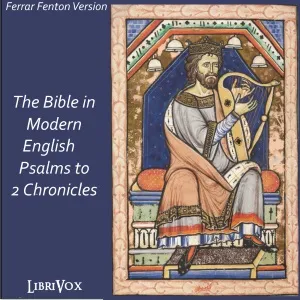 Ferrar Fenton Version
The Bible in
Modern
English
Psalms to
2 Chronicles
LIBRIVOX